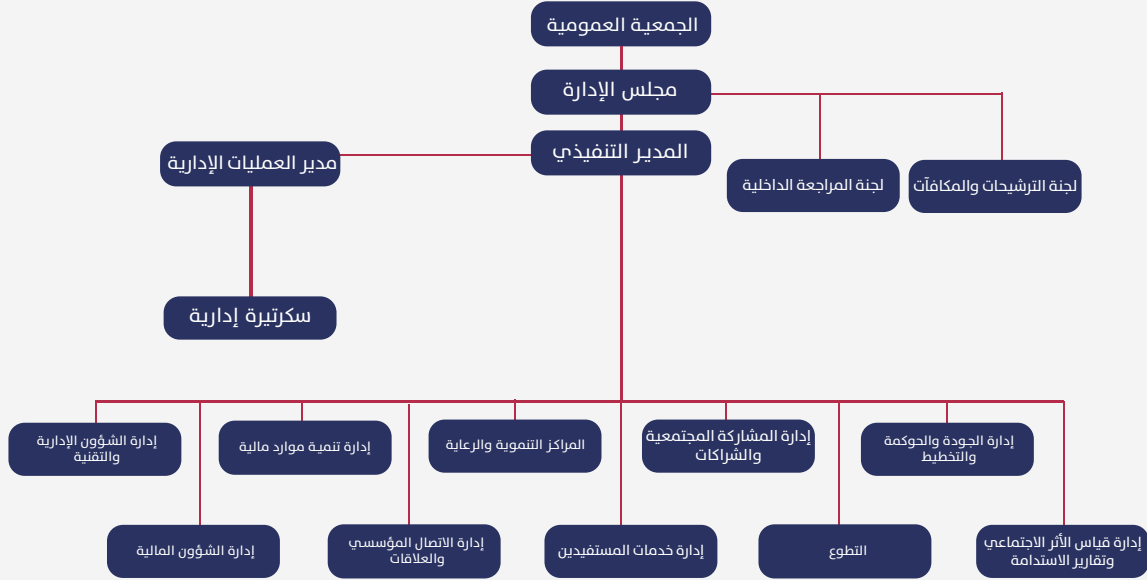 الجمعية العمومية
مجلس الإدارة
المدير التنفيذي
مدير العمليات الإدارية
لجنة الترشيحات والمكافآت
لجنة المراجعة الداخلية
سكرتيرة إدارية
إدارة الجودة والحوكمة
والتخطيط
إدارة المشاركة المجتمعية
والشراكات
المراكز التنموية والرعاية
إدارة تنمية موارد مالية
إدارة الشؤون الإدارية
والتقنية
إدارة قياس الأثر الاجتماعي
وتقارير الاستدامة
التطوع
إدارة خدمات المستفيدين
إدارة الاتصال المؤسسي
والعلاقات
إدارة الشؤون المالية